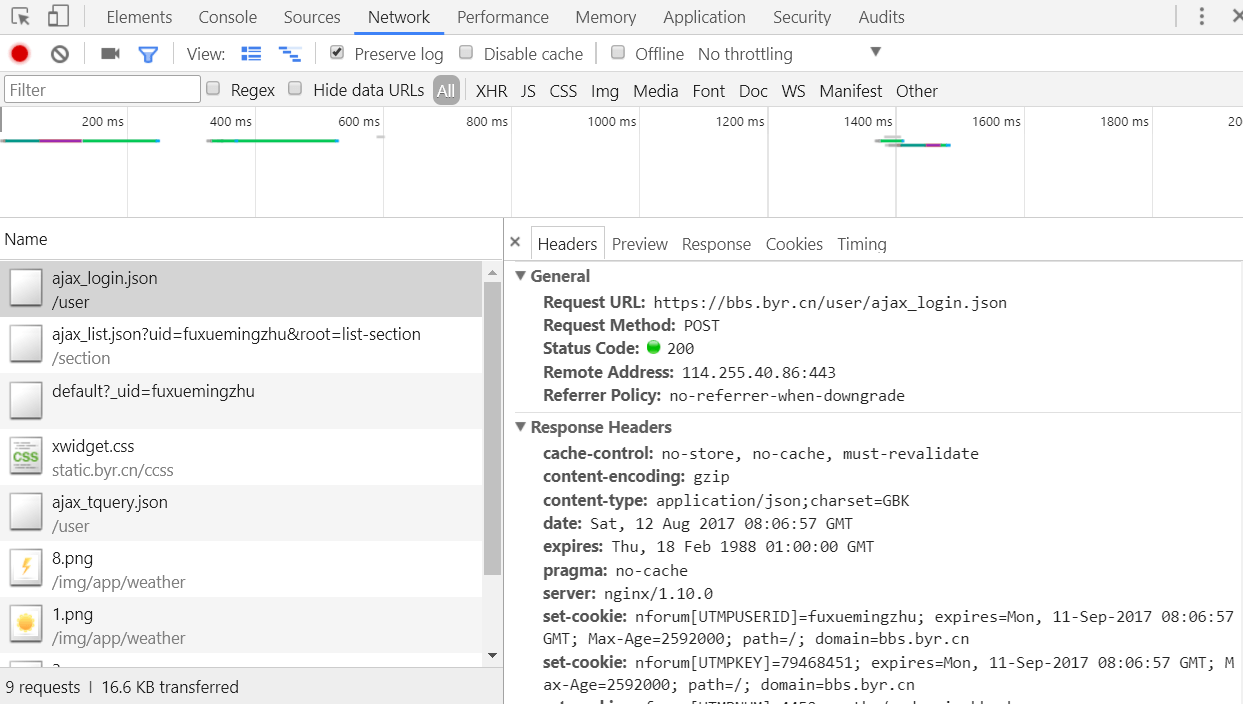 Elements Console Sources Network Performance Memory Application Security Audits
View: Preserve log Disable cache Offline No throttling
Filter Regex Hide data URLs All XHR JS CSS Img Media Font Doc WS Manifest Other
200 ms 400 ms 600 ms 800 ms 1000 ms 1200 ms 1400 ms 1600 ms 1800 ms 20
Name
ajax_login.json
/user
ajax_list.json?uid=fuxuemingzhu&root=list-section
/section
default?_uid=fuxuemingzhu
CSS
xwidget.css
static.byr.cn/ccss
ajax_tquery.json
/user
8.png
/img/app/weather
1.png
/img/app/weather
9 requests | 16.6 KB transferred
× Headers Preview Response Cookies Timing
▼ General
Request URL: https://bbs.byr.cn/user/ajax_login.json
Request Method: POST
Status Code: 200
Remote Address: 114.255.40.86:443
Referrer Policy: no-referrer-when-downgrade
▼ Response Headers
cache-control: no-store, no-cache, must-revalidate
content-encoding: gzip
content-type: application/json;charset=GBK
date: Sat, 12 Aug 2017 08:06:57 GMT
expires: Thu, 18 Feb 1988 01:00:00 GMT
pragma: no-cache
server: nginx/1.10.0
set-cookie: nforum[UTMPUSERID]=fuxuemingzhu; expires=Mon, 11-Sep-2017 08:06:57
GMT; Max-Age=2592000; path=/; domain=bbs.byr.cn
set-cookie: nforum[UTMPKEY]=79468451; expires=Mon, 11-Sep-2017 08:06:57 GMT; M
ax-Age=2592000; path=/; domain=bbs.byr.cn